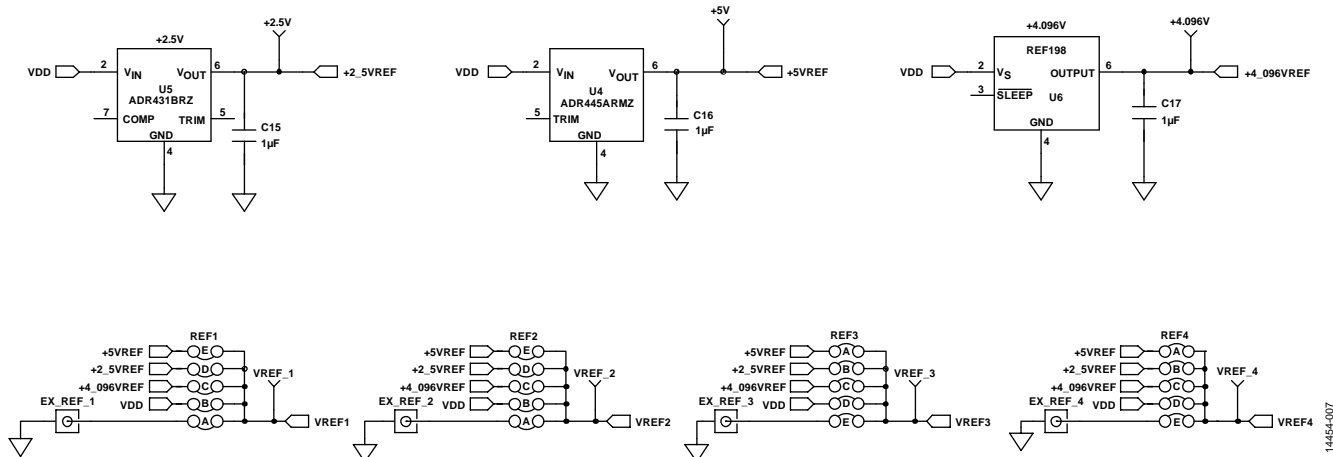 +2.5V
+2.5V
VDD
2
VIN
VOUT
6
+2_5VREF
U5
ADR431BRZ
7
COMP
TRIM
5
GND
4
C15
1µF
+5V
VDD
2
VIN
VOUT
6
+5VREF
U4
ADR445ARMZ
5
TRIM
GND
4
C16
1µF
+4.096V
+4.096V
REF198
VDD
2
VS
OUTPUT
6
+4_096VREF
3
SLEEP
U6
GND
4
C17
1µF
REF1
+5VREF
E
+2_5VREF
D
VREF_1
+4_096VREF
C
EX_REF_1
VDD
B
A
VREF1
REF2
+5VREF
E
+2_5VREF
D
VREF_2
+4_096VREF
C
EX_REF_2
VDD
B
A
VREF2
REF3
+5VREF
A
+2_5VREF
B
VREF_3
+4_096VREF
C
EX_REF_3
VDD
D
E
VREF3
REF4
+5VREF
A
+2_5VREF
B
VREF_4
+4_096VREF
C
EX_REF_4
VDD
D
E
VREF4
14454-007